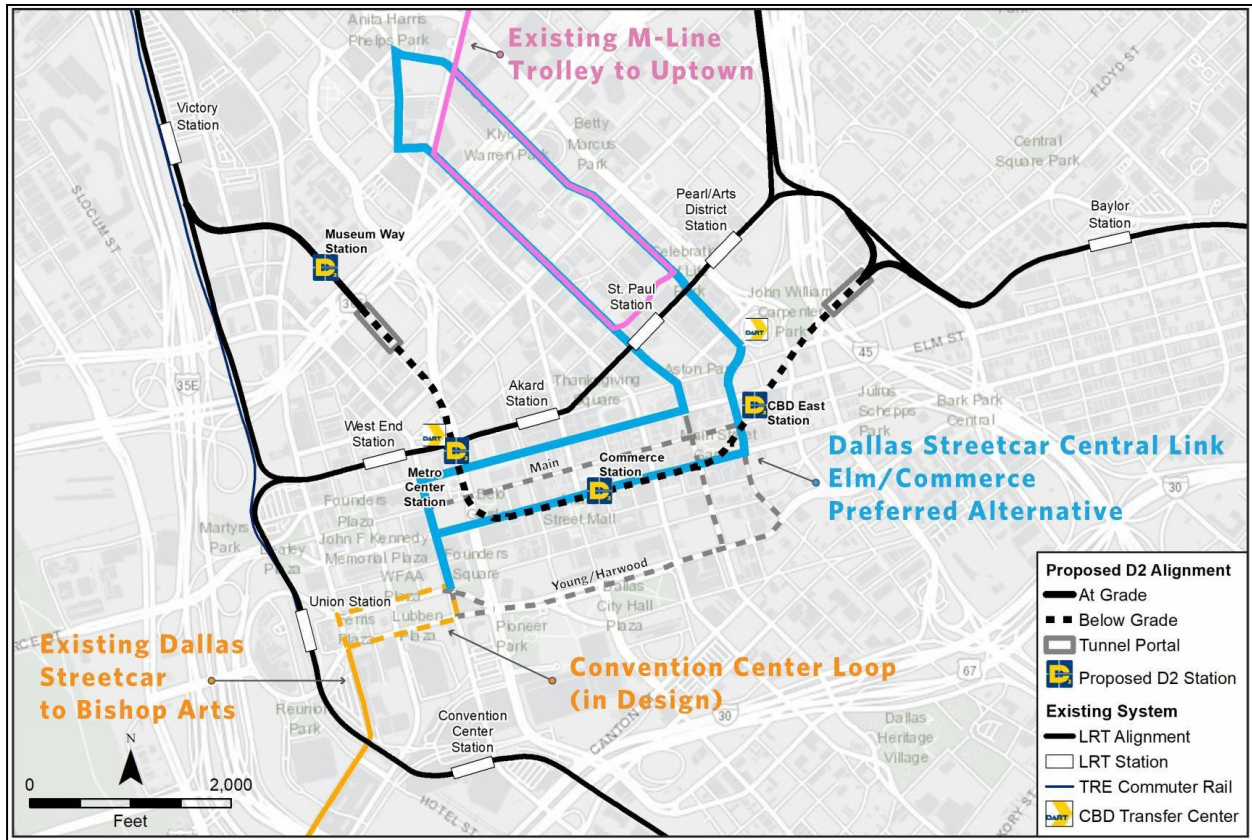 Anita Harris
Phelps Park
Existing M-Line
Trolley to Uptown
FLOYD ST
Victory
Station
Klyde
Warren Park
Betty
Marcus
Park
Central
Square Park
SLOCUM ST
Pearl/Arts
District
Station
Baylor
Station
Museum Way
Station
St. Paul
Station
John William
Carpenter
Park
DART
45
ELM ST
35E
Aston Park
Akard
Station
Thanksgiving
Square
Julius
Schepps
Park
Bark Park
Central
CBD East
Station
West End
Station
DART
Main
Commerce
Station
Metro
Center
Station
Dallas Streetcar Central Link
Elm/Commerce
Preferred Alternative
30
Founders
Plaza
Street Mall
Martyrs
Park
John F Kennedy
Memorial Plaza
Founders
Square
WFAA
Plaza
Young/Harwood
Union Station
Lubben
Plaza
Dallas
City Hall
Plaza
Pioneer
Park
Existing Dallas
Streetcar
to Bishop Arts
Convention Center Loop
(in Design)
67
Reunion
Park
Convention
Center
Station
CANTON
30
Dallas
Heritage
Village
HOTEL ST
N
0 2,000
Feet
Proposed D2 Alignment
At Grade
Below Grade
Tunnel Portal
Proposed D2 Station
Existing System
LRT Alignment
LRT Station
TRE Commuter Rail
CBD Transfer Center